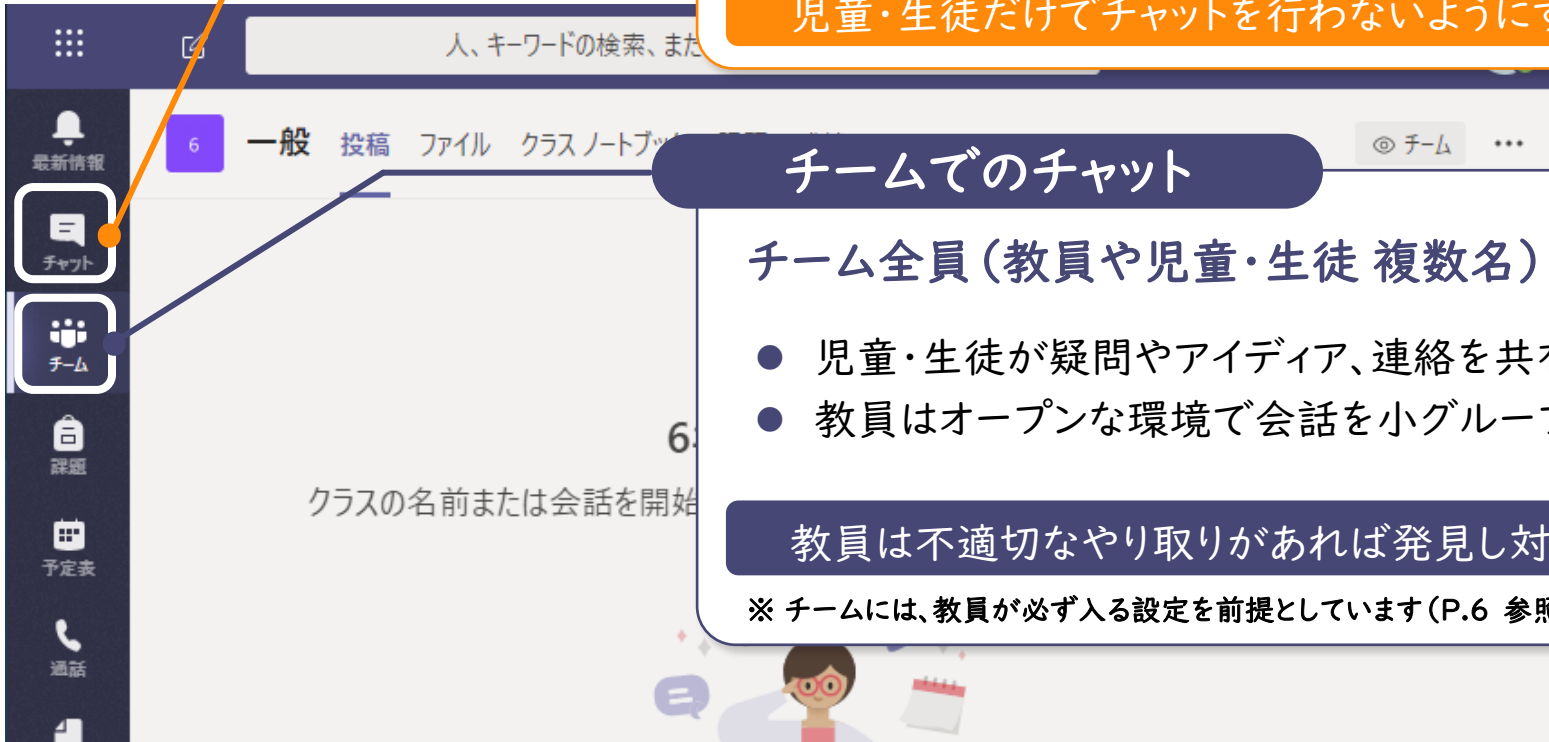 児童・生徒だけでチャットを行わないように
人、キーワードの検索、また
最新情報
6 一般 投稿 ファイル クラス ノートブッ
チーム •••
チームでのチャット
チャット
チーム全員(教員や児童・生徒 複数名)
チーム
● 児童・生徒が疑問やアイディア、連絡を共
● 教員はオープンな環境で会話を小グルー
課題
6
クラスの名前または会話を開始
教員は不適切なやり取りがあれば発見し対
予定表
※ チームには、教員が必ず入る設定を前提としています(P.6 参照
通話